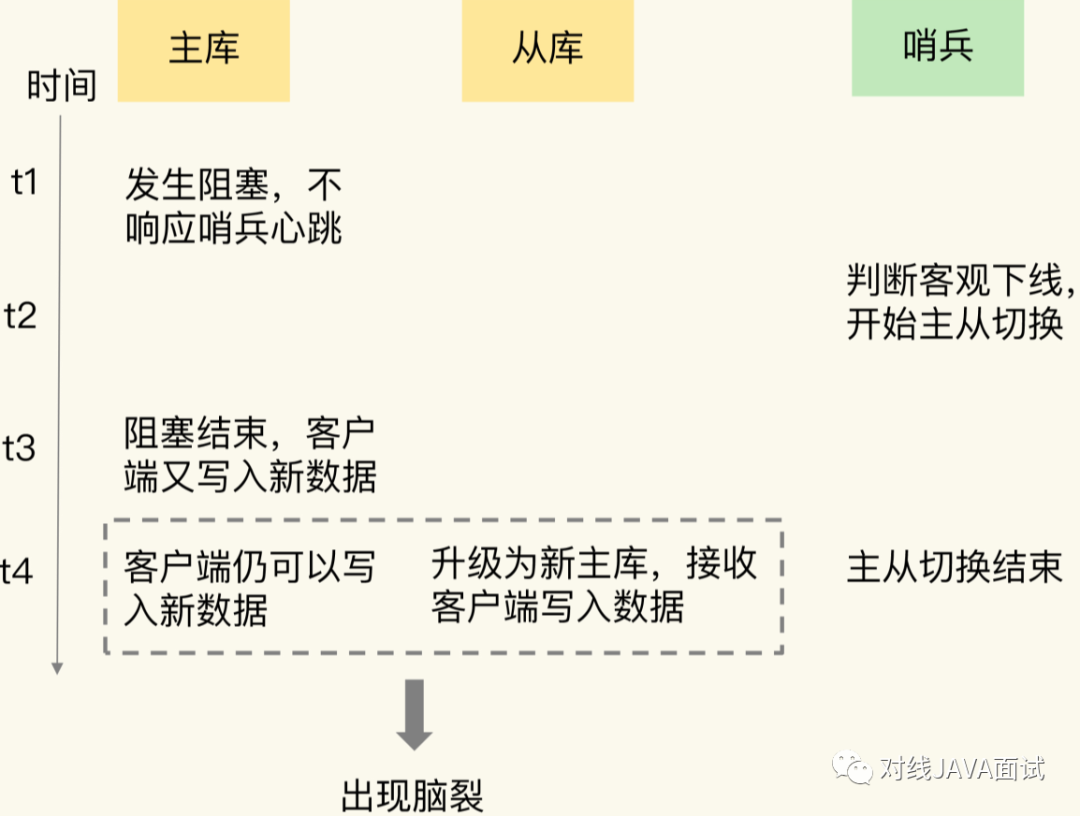 主库
从库
哨兵
时间
t1
发生阻塞，不
响应哨兵心跳
t2
判断客观下线，
开始主从切换
t3
阻塞结束，客户
端又写入新数据
t4
客户端仍可以写
入新数据
升级为新主库，接收
客户端写入数据
主从切换结束
出现脑裂
对线JAVA面试